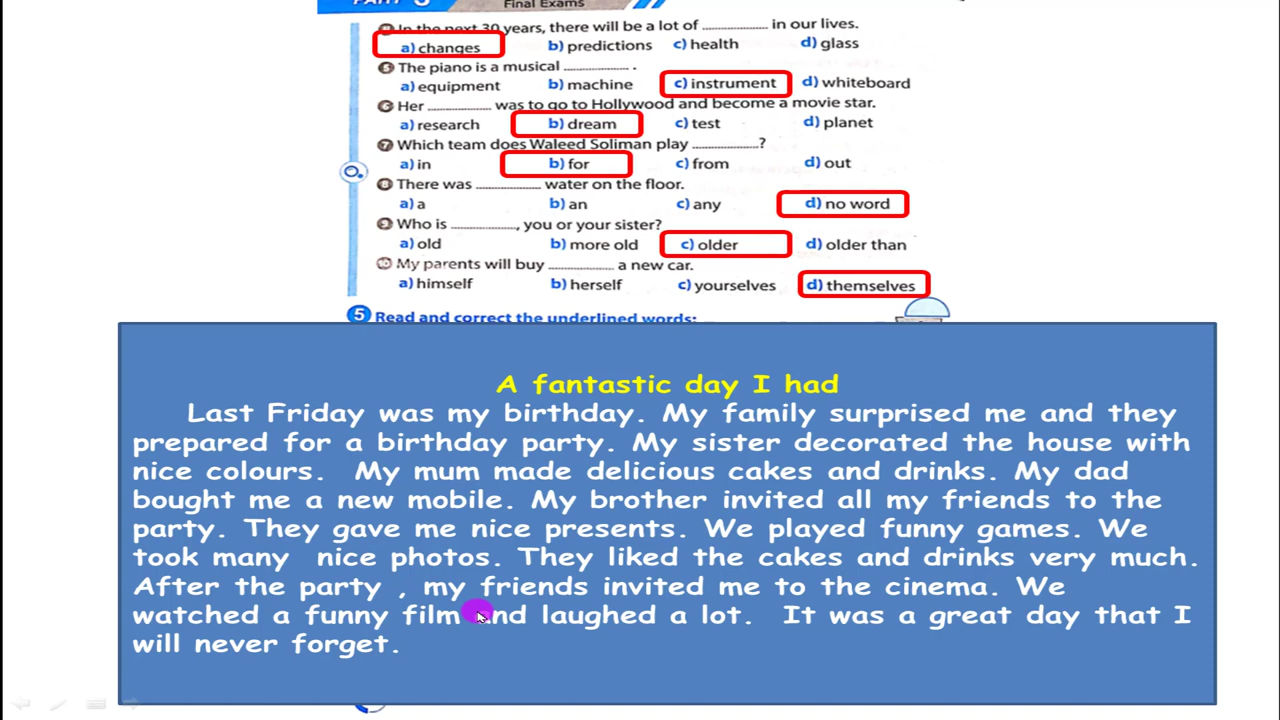 Final Exams
In the next 30 years, there will be a lot of ................ in our lives.
a) changes b) predictions c) health d) glass
5 The piano is a musical ................ .
a) equipment b) machine c) instrument d) whiteboard
6 Her ................ was to go to Hollywood and become a movie star.
a) research b) dream c) test d) planet
7 Which team does Waleed Soliman play ................?
a) in b) for c) from d) out
8 There was ................ water on the floor.
a) a b) an c) any d) no word
9 Who is ................, you or your sister?
a) old b) more old c) older d) older than
10 My parents will buy ................ a new car.
a) himself b) herself c) yourselves d) themselves
5 Read and correct the underlined words:
A fantastic day I had
Last Friday was my birthday. My family surprised me and they
prepared for a birthday party. My sister decorated the house with
nice colours. My mum made delicious cakes and drinks. My dad
bought me a new mobile. My brother invited all my friends to the
party. They gave me nice presents. We played funny games. We
took many nice photos. They liked the cakes and drinks very much.
After the party , my friends invited me to the cinema. We
watched a funny film and laughed a lot. It was a great day that I
will never forget.